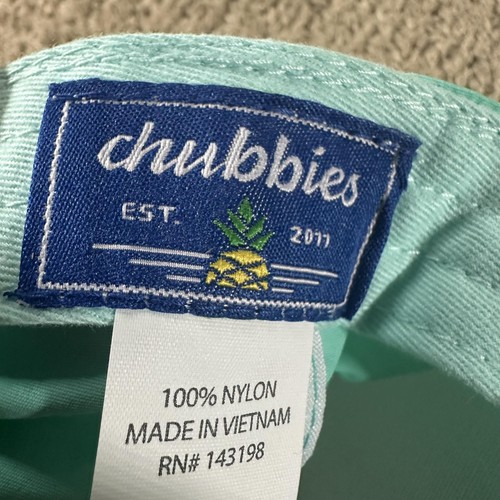 chubbies
EST. 2011
100% NYLON
MADE IN VIETNAM
RN# 143198